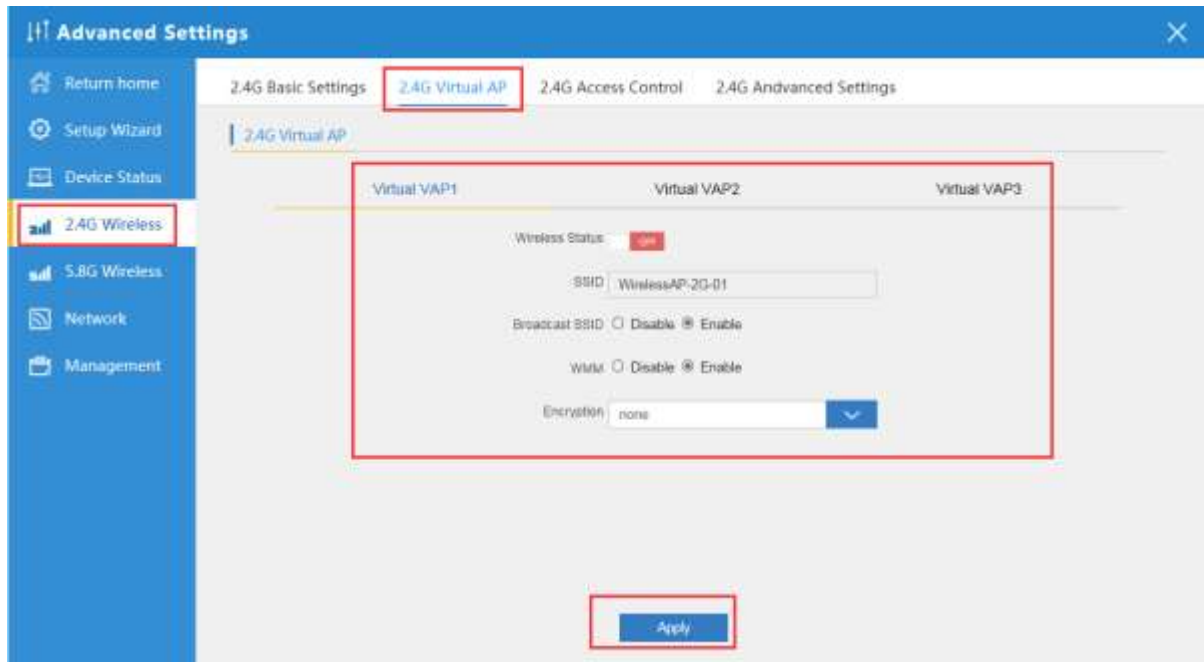 Advanced Settings
Return home
Setup Wizard
Device Status
2.4G Wireless
5.8G Wireless
Network
Management
2.4G Basic Settings 2.4G Virtual AP 2.4G Access Control 2.4G Andvanced Settings
2.4G Virtual AP
Virtual VAP1 Virtual VAP2 Virtual VAP3
Wireless Status
SSID WirelessAP-2G-01
Broadcast SSID Disable Enable
WMM Disable Enable
Encryption none
Apply